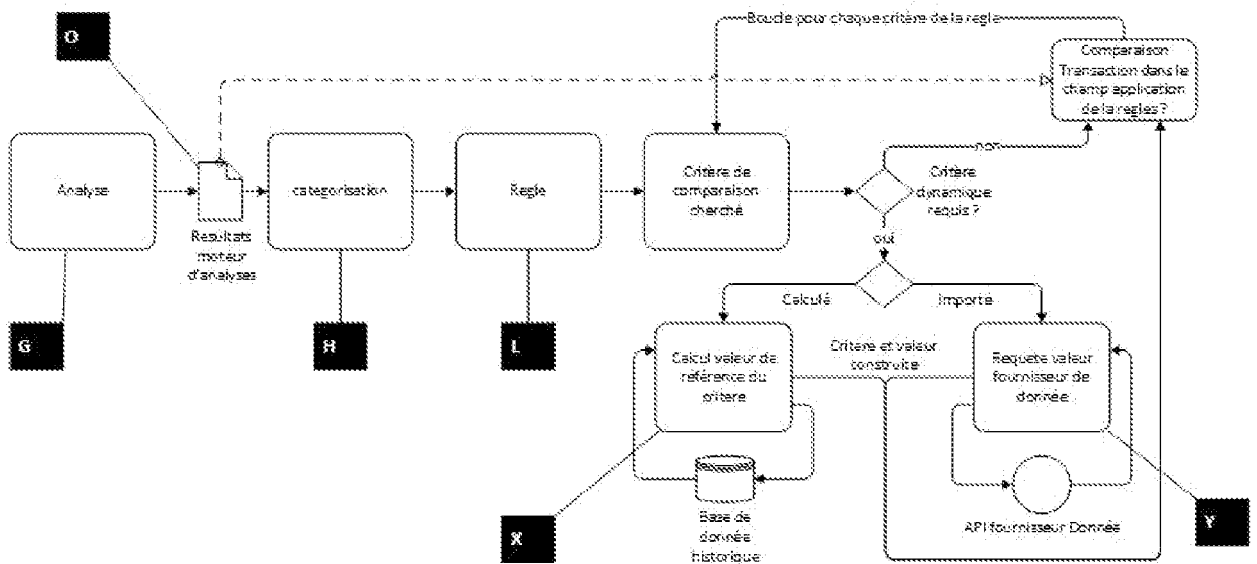 Boucle pour chaque critère de la regle
O
Comparaison
Transaction dans le
champ application
de la regles ?
non
Analyse
categorisation
Regle
Critère de
comparaison
cherché
Critère
dynamique
requis ?
Resultats
moteur
d'analyses
oui
Calculé
Importé
G
H
L
Calcul valeur de
référence du
critere
Critère et valeur
construite
Requete valeur
fournisseur de
donnée
X
Base de
donnée
historique
API fournisseur Donnée
Y